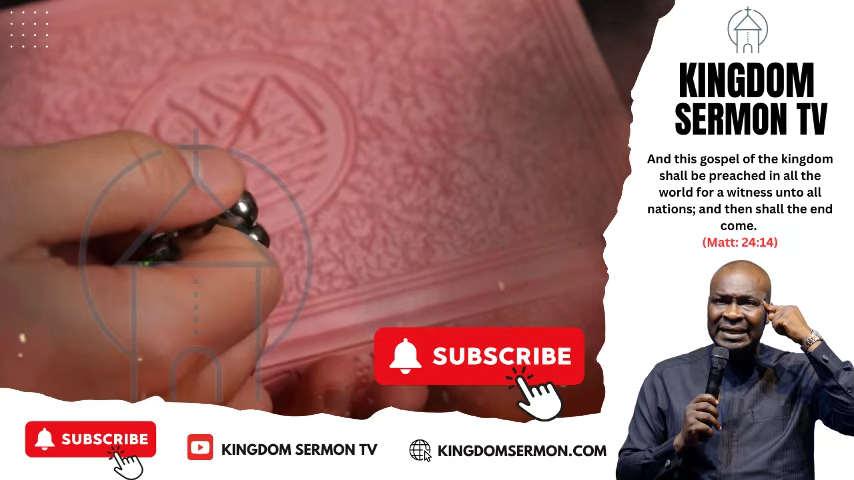 KINGDOM
SERMON TV
And this gospel of the kingdom
shall be preached in all the
world for a witness unto all
nations; and then shall the end
come.
(Matt: 24:14)
SUBSCRIBE
SUBSCRIBE
KINGDOM SERMON TV
KINGDOMSERMON.COM